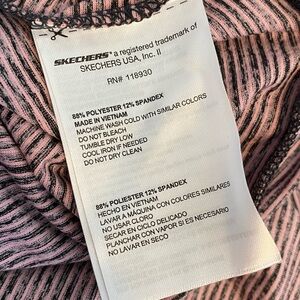 SKECHERS® a registered trademark of
SKECHERS USA, Inc. II
RN# 118930
88% POLYESTER 12% SPANDEX
MADE IN VIETNAM
MACHINE WASH COLD WITH SIMILAR COLORS
DO NOT BLEACH
TUMBLE DRY LOW
COOL IRON IF NEEDED
DO NOT DRY CLEAN
88% POLIESTER 12% SPANDEX
HECHO EN VIETNAM
LAVAR A MÁQUINA CON COLORES SIMILARES
NO USAR CLORO
SECAR EN CICLO DELICADO
PLANCHAR CON VAPOR SI ES NECESARIO
NO LAVAR EN SECO